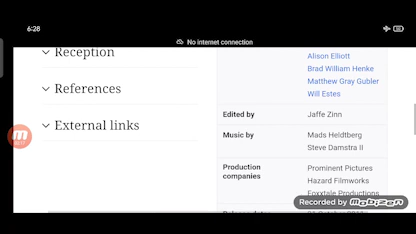 6:28
No internet connection
Reception
References
External links
Alison Elliott
Brad William Henke
Matthew Gray Gubler
Will Estes
Edited by
Jaffe Zinn
Music by
Mads Heldtberg
Steve Damstra II
Production
companies
Prominent Pictures
Hazard Filmworks
Foxxtale Productions
Recorded by mobizen